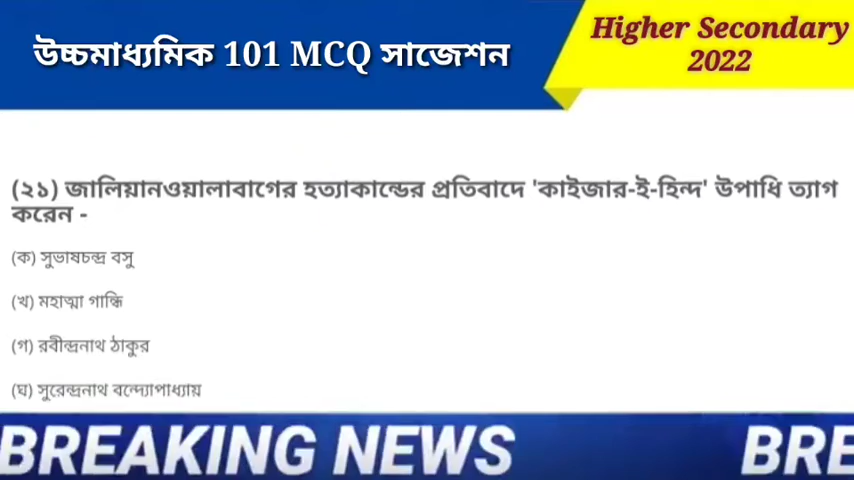 উচ্চমাধ্যমিক 101 MCQ সাজেশন
Higher Secondary
2022
(২১) জালিয়ানওয়ালাবাগের হত্যাকান্ডের প্রতিবাদে 'কাইজার-ই-হিন্দ' উপাধি ত্যাগ
করেন -
(ক) সুভাষচন্দ্র বসু
(খ) মহাত্মা গান্ধি
(গ) রবীন্দ্রনাথ ঠাকুর
(ঘ) সুরেন্দ্রনাথ বন্দ্যোপাধ্যায়
BREAKING NEWS BRE